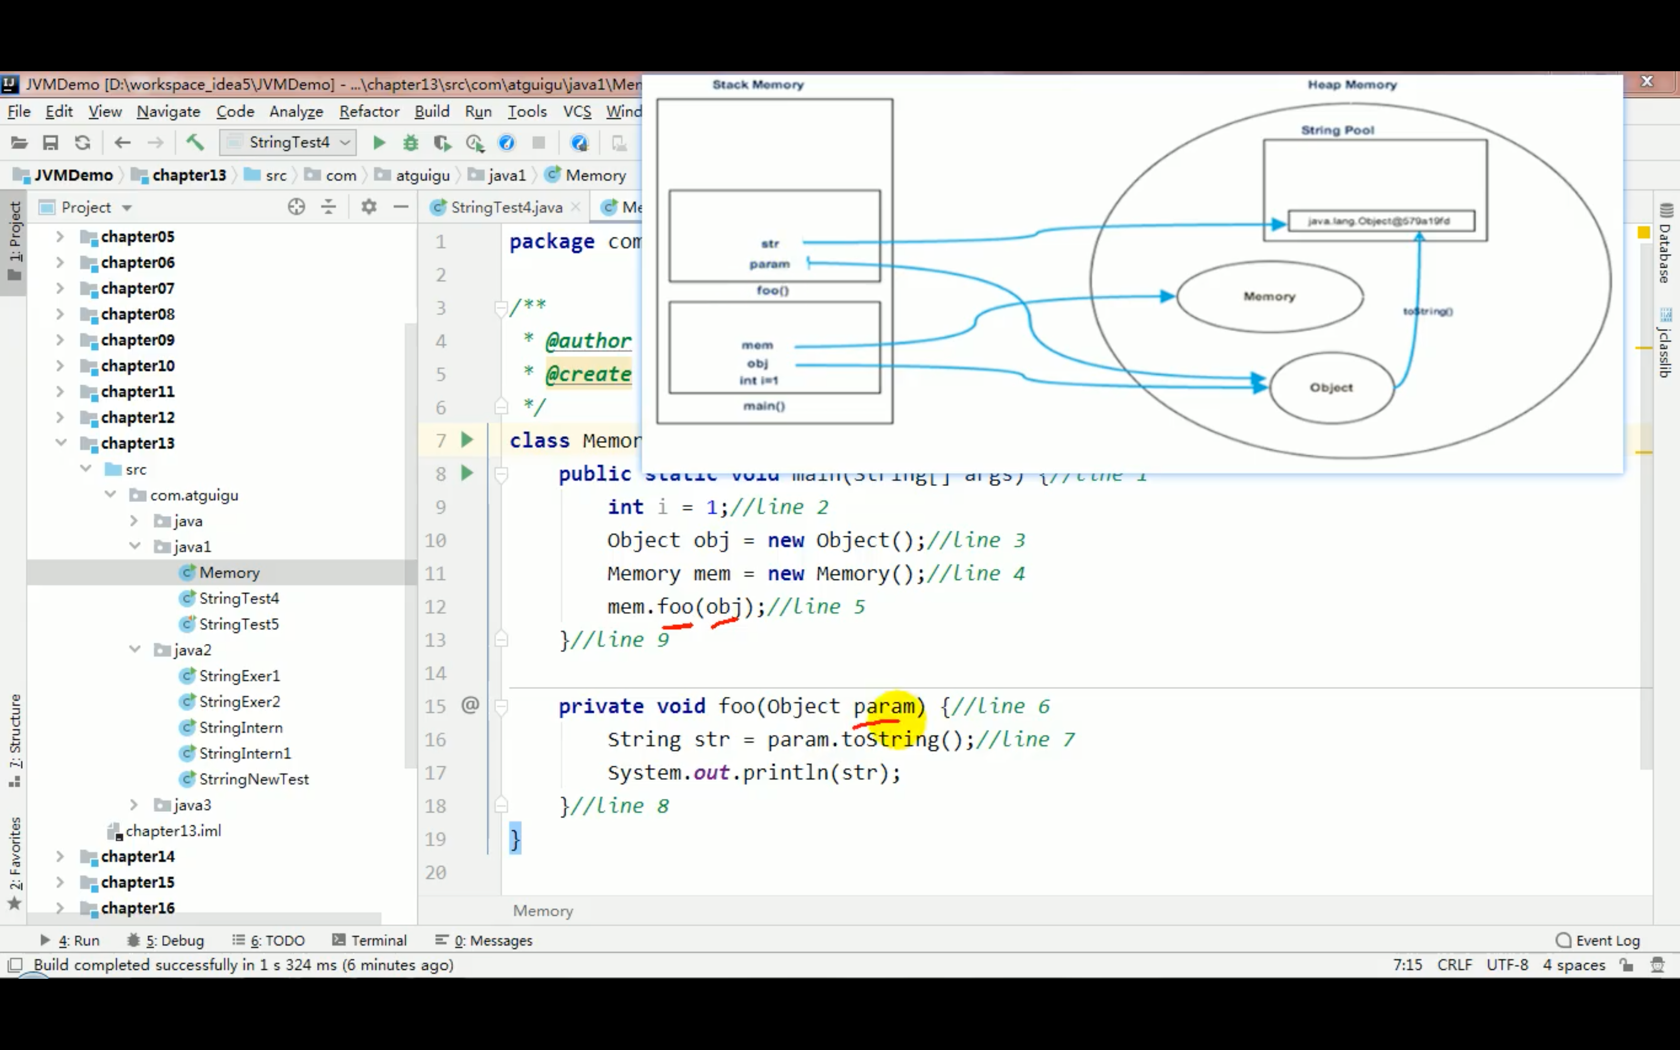 JVMDemo [D:\workspace_idea5\JVMDemo] - ...\chapter13\src\com\atguigu\java1\Mem
File Edit View Navigate Code Analyze Refactor Build Run Tools VCS Wind
StringTest4
JVMDemo chapter13 src com atguigu java1 Memory
Project
StringTest4.java
Me
1: Project
7: Structure
2: Favorites
Database
jclasslib
chapter05
chapter06
chapter07
chapter08
chapter09
chapter10
chapter11
chapter12
chapter13
src
com.atguigu
java
java1
Memory
StringTest4
StringTest5
java2
StringExer1
StringExer2
StringIntern
StringIntern1
StrringNewTest
java3
chapter13.iml
chapter14
chapter15
chapter16
Stack Memory
str
param
foo()
mem
obj
int i=1
main()
Heap Memory
String Pool
java.lang.Object@579a19fd
Memory
toString()
Object
1 package com
2
3 /**
4 * @author
5 * @create
6 */
7 class Memor
8 public static void main(String[] args) {//line 1
9 int i = 1;//line 2
10 Object obj = new Object();//line 3
11 Memory mem = new Memory();//line 4
12 mem.foo(obj);//line 5
13 }//line 9
14
15 @ private void foo(Object param) {//line 6
16 String str = param.toString();//line 7
17 System.out.println(str);
18 }//line 8
19 }
20
Memory
4: Run 5: Debug 6: TODO Terminal 0: Messages Event Log
Build completed successfully in 1 s 324 ms (6 minutes ago) 7:15 CRLF UTF-8 4 spaces